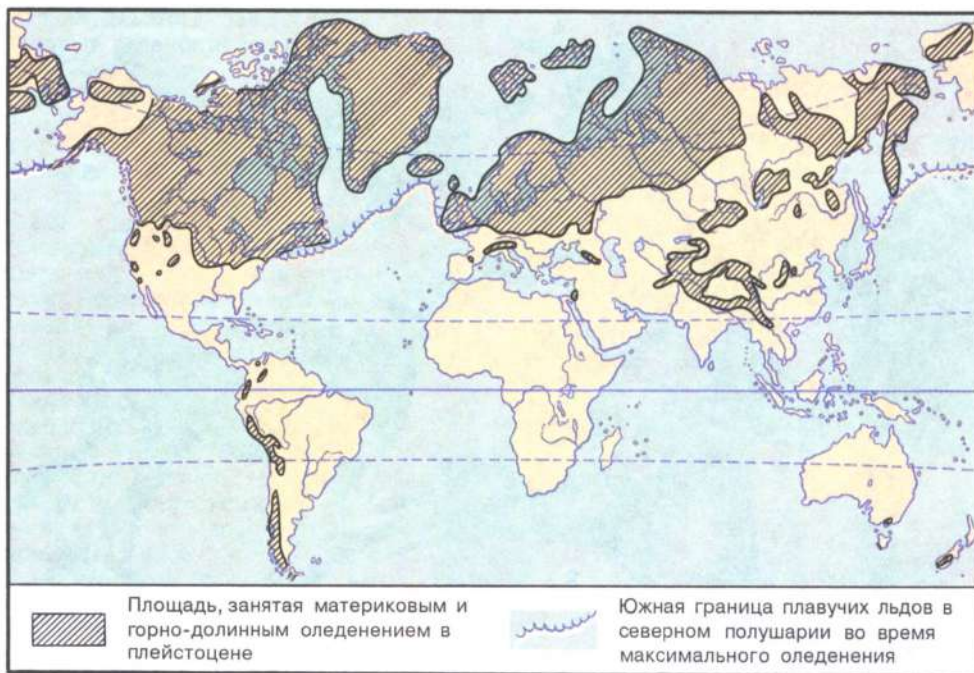 Площадь, занятая материковым и
горно-долинным оледенением в
плейстоцене
Южная граница плавучих льдов в
северном полушарии во время
максимального оледенения